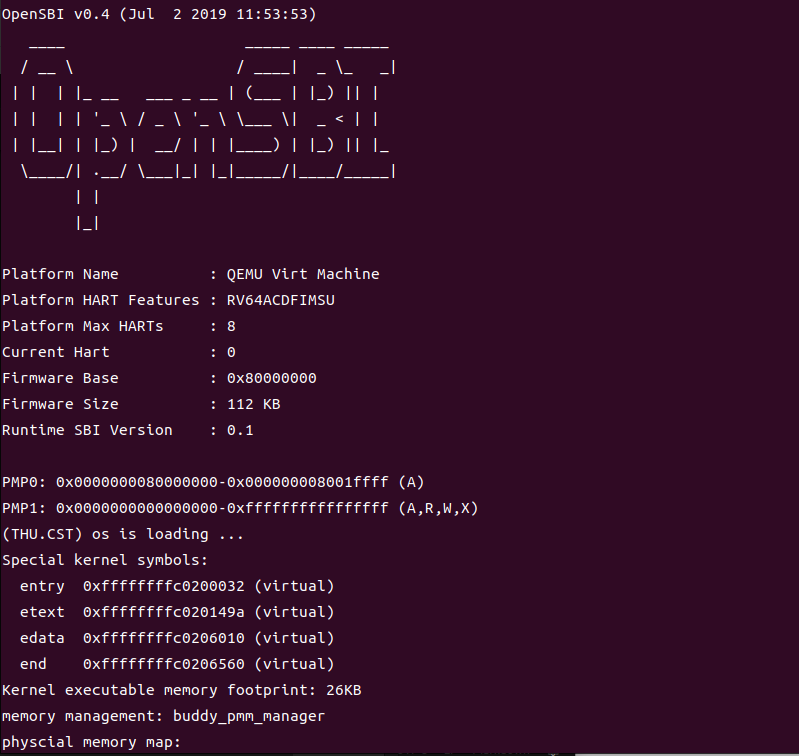 OpenSBI v0.4 (Jul  2 2019 11:53:53)
   ____                    _____ ____ _____
  / __ \                  / ____|  _ \_   _|
 | |  | |_ __   ___ _ __ | (___ | |_) || |
 | |  | | '_ \ / _ \ '_ \ \___ \|  _ < | |
 | |__| | |_) |  __/ | | |____) | |_) || |_
  \____/| .__/ \___|_| |_|_____/|____/_____|
        | |
        |_|
Platform Name          : QEMU Virt Machine
Platform HART Features : RV64ACDFIMSU
Platform Max HARTs     : 8
Current Hart           : 0
Firmware Base          : 0x80000000
Firmware Size          : 112 KB
Runtime SBI Version    : 0.1
PMP0: 0x0000000080000000-0x000000008001ffff (A)
PMP1: 0x0000000000000000-0xffffffffffffffff (A,R,W,X)
(THU.CST) os is loading ...
Special kernel symbols:
  entry  0xffffffffc0200032 (virtual)
  etext  0xffffffffc020149a (virtual)
  edata  0xffffffffc0206010 (virtual)
  end    0xffffffffc0206560 (virtual)
Kernel executable memory footprint: 26KB
memory management: buddy_pmm_manager
physcial memory map: